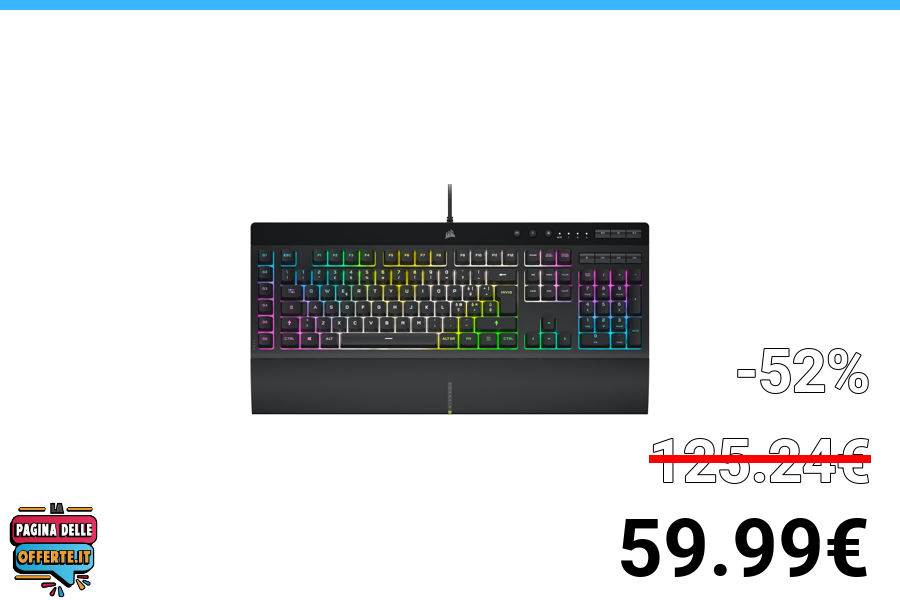 -52%
125.24€
59.99€
LA
PAGINA DELLE
OFFERTE.IT